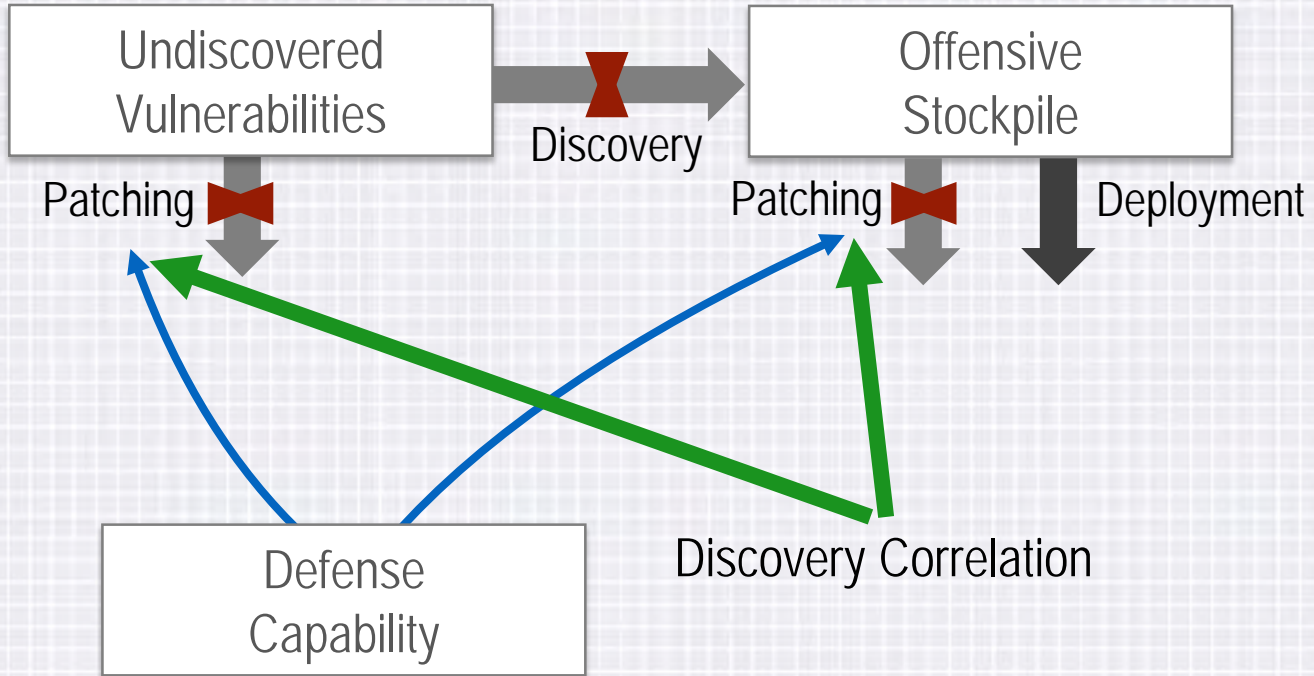 Undiscovered
Vulnerabilities
Offensive
Stockpile
Discovery
Patching
Patching
Deployment
Defense
Capability
Discovery Correlation